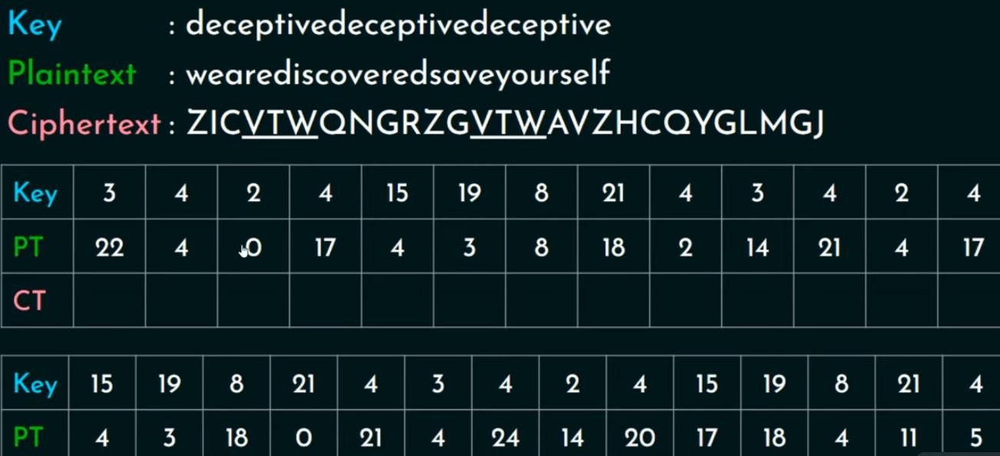 Key : deceptivedeceptivedeceptive
Plaintext : wearediscoveredsaveyourself
Ciphertext : ZICVTWQNGRZGVTWAVZHCQYGLMGJ
Key 3 4 2 4 15 19 8 21 4 3 4 2 4
PT 22 4 0 17 4 3 8 18 2 14 21 4 17
CT
Key 15 19 8 21 4 3 4 2 4 15 19 8 21 4
PT 4 3 18 0 21 4 24 14 20 17 18 4 11 5